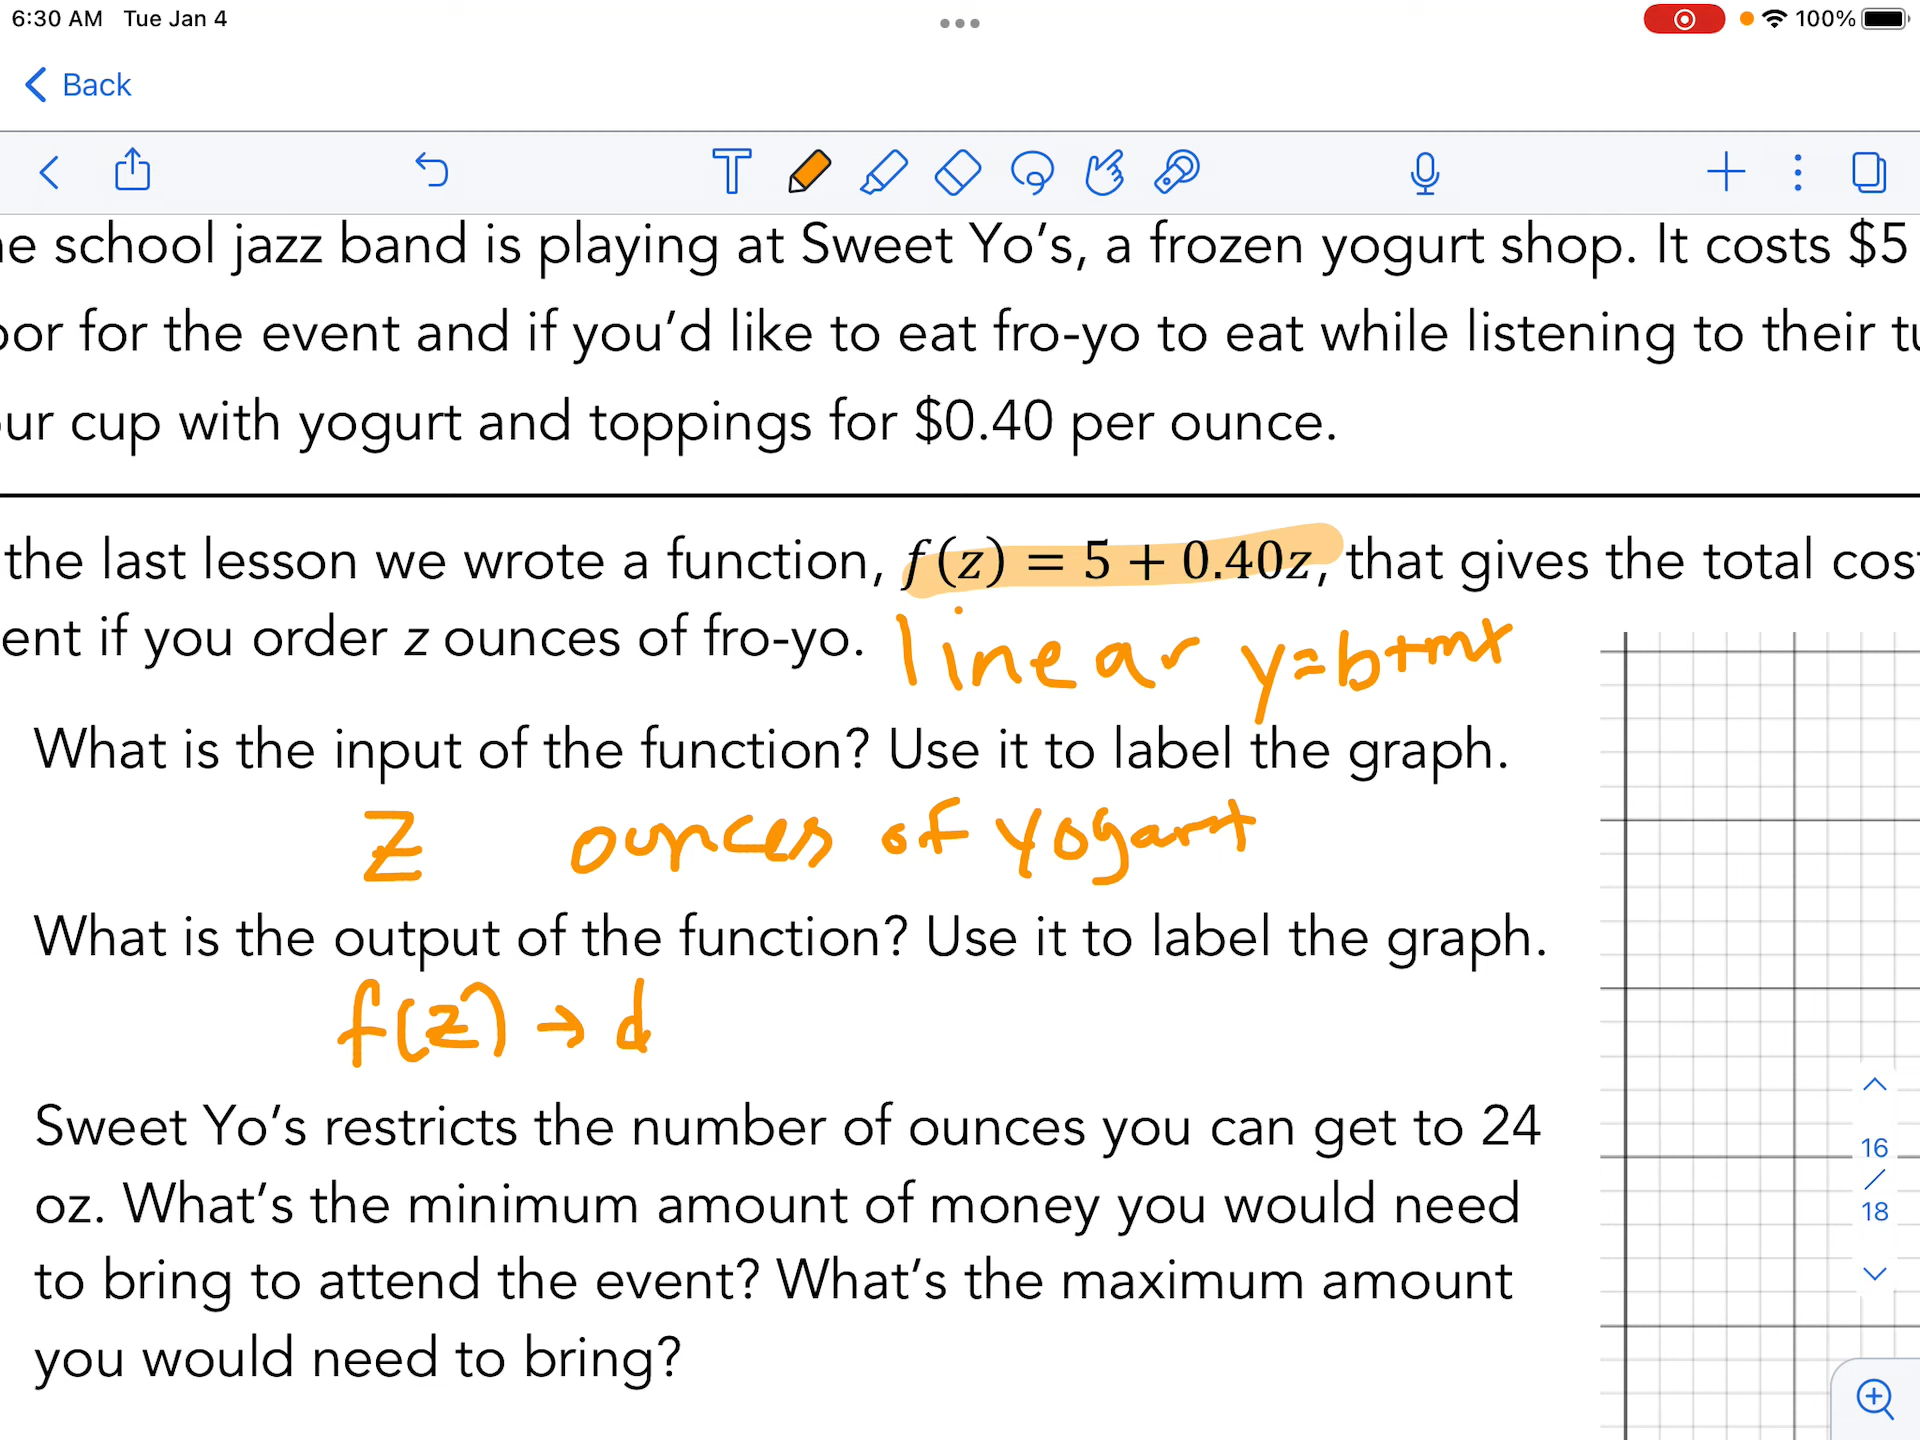 6:30 AM Tue Jan 4
100%
Back
e school jazz band is playing at Sweet Yo's, a frozen yogurt shop. It costs $5
oor for the event and if you'd like to eat fro-yo to eat while listening to their tu
ur cup with yogurt and toppings for $0.40 per ounce.
the last lesson we wrote a function, f(z) = 5 + 0.40z, that gives the total cos
ent if you order z ounces of fro-yo.
linear y=b+mx
What is the input of the function? Use it to label the graph.
z ounces of yogart
What is the output of the function? Use it to label the graph.
f(z) → d
Sweet Yo's restricts the number of ounces you can get to 24
oz. What's the minimum amount of money you would need
to bring to attend the event? What's the maximum amount
you would need to bring?
16
/
18